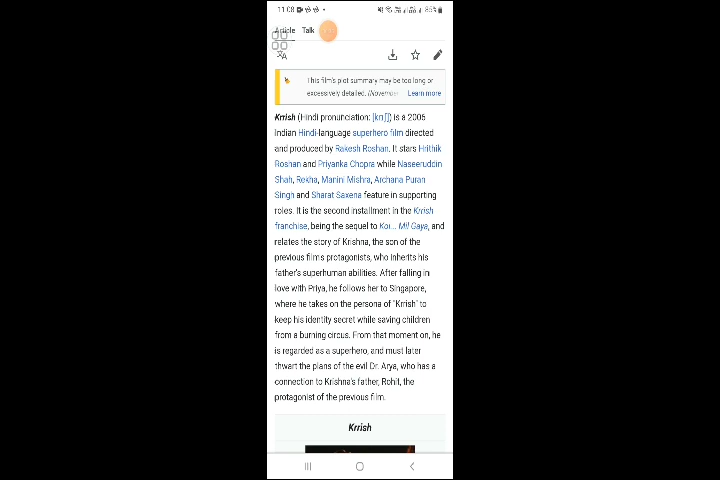 11:08
85%
Article Talk
This film's plot summary may be too long or
excessively detailed. (November Learn more
Krrish (Hindi pronunciation: [krɪʃ]) is a 2006
Indian Hindi-language superhero film directed
and produced by Rakesh Roshan. It stars Hrithik
Roshan and Priyanka Chopra while Naseeruddin
Shah, Rekha, Manini Mishra, Archana Puran
Singh and Sharat Saxena feature in supporting
roles. It is the second installment in the Krrish
franchise, being the sequel to Koi... Mil Gaya, and
relates the story of Krishna, the son of the
previous film's protagonists, who inherits his
father's superhuman abilities. After falling in
love with Priya, he follows her to Singapore,
where he takes on the persona of "Krrish" to
keep his identity secret while saving children
from a burning circus. From that moment on, he
is regarded as a superhero, and must later
thwart the plans of the evil Dr. Arya, who has a
connection to Krishna's father, Rohit, the
protagonist of the previous film.
Krrish